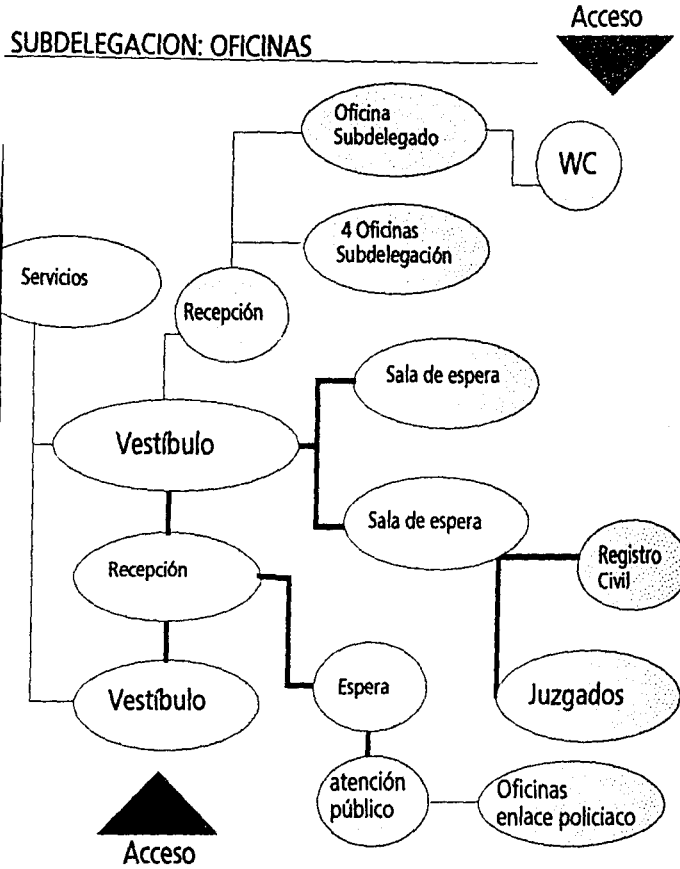 Acceso
SUBDELEGACION: OFICINAS
Oficina
Subdelegado
WC
4 Oficinas
Subdelegación
Servicios
Recepción
Sala de espera
Vestíbulo
Sala de espera
Recepción
Registro
Civil
Espera
Juzgados
Vestíbulo
atención
público
Oficinas
enlace policiaco
Acceso